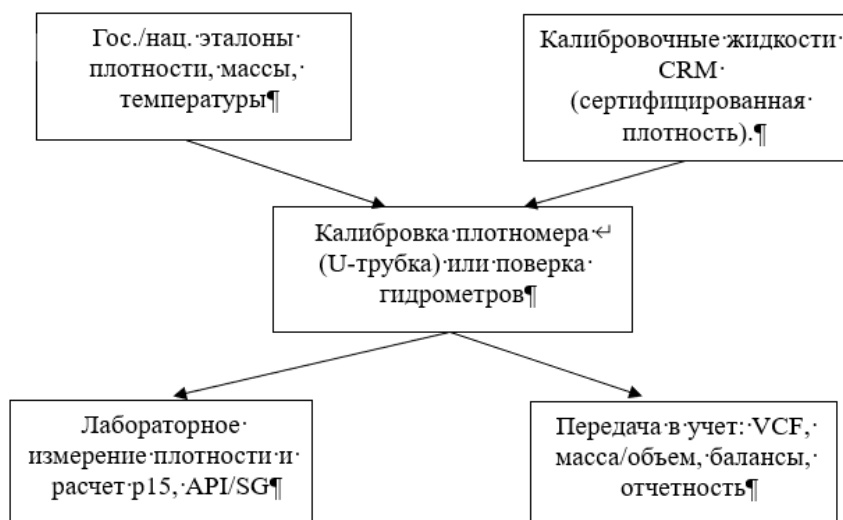 Гос./нац. эталоны
плотности, массы,
температуры¶
Калибровочные жидкости
CRM
(сертифицированная
плотность).¶
Калибровка плотномера ↵
(U-трубка) или поверка
гидрометров¶
Лабораторное
измерение плотности и
расчет p15, API/SG¶
Передача в учет: VCF,
масса/объем, балансы,
отчетность¶